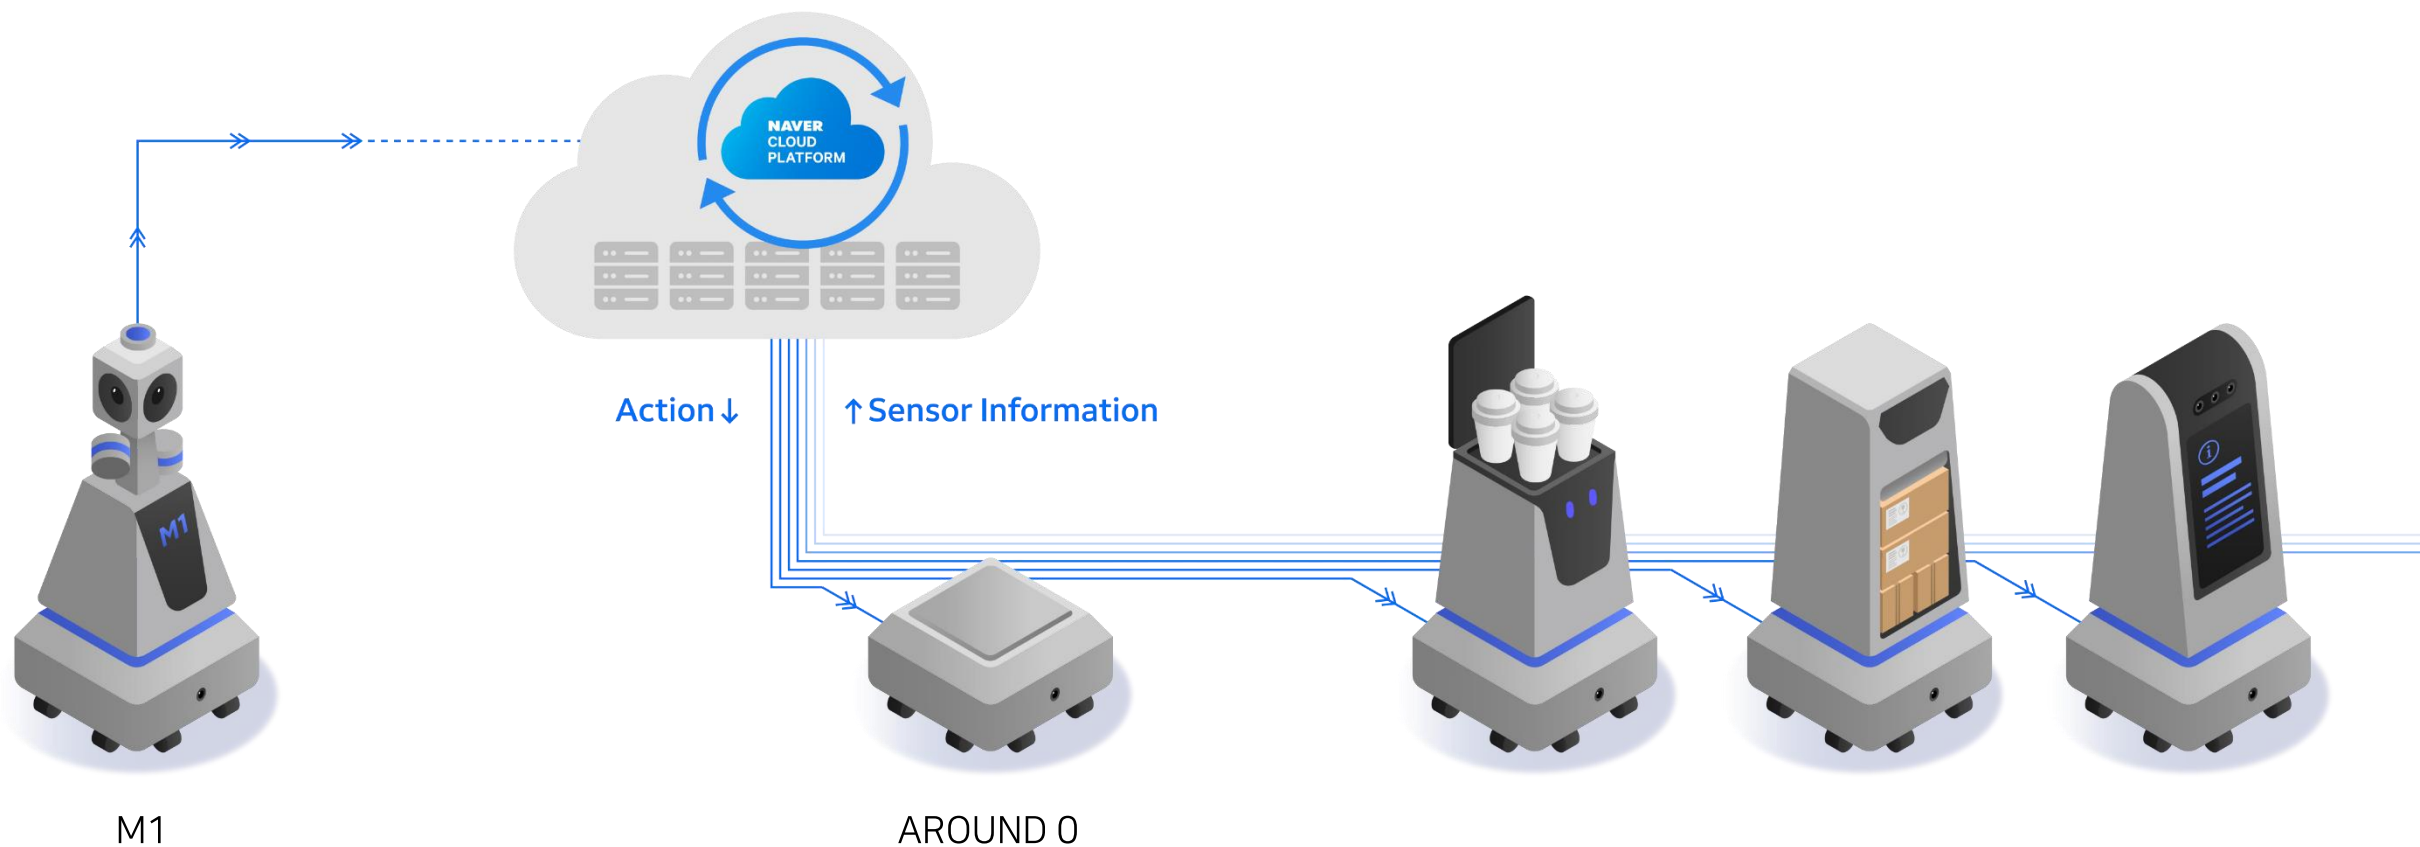 NAVER
CLOUD
PLATFORM
Action↓
↑Sensor Information
M1
i
M1
AROUND 0